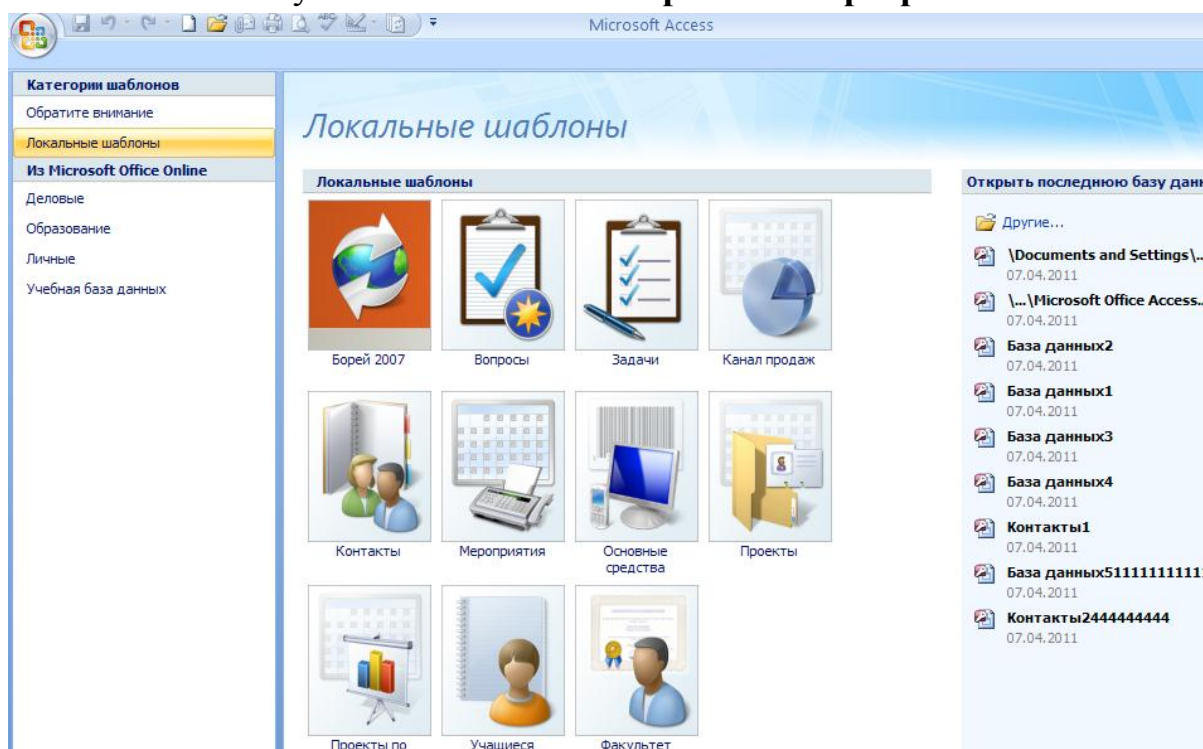 Microsoft Access
Категории шаблонов
Обратите внимание
Локальные шаблоны
Из Microsoft Office Online
Деловые
Образование
Личные
Учебная база данных
Локальные шаблоны
Локальные шаблоны
Борей 2007
Вопросы
Задачи
Канал продаж
Контакты
Мероприятия
Основные
средства
Проекты
Проекты по
Учащиеся
Факультет
Открыть последнюю базу
Другие...
\Documents and Settings\...
07.04.2011
\...\Microsoft Office Access...
07.04.2011
База данных2
07.04.2011
База данных1
07.04.2011
База данных3
07.04.2011
База данных4
07.04.2011
Контакты1
07.04.2011
База
07.04.2011
Контакты2444444444
07.04.2011